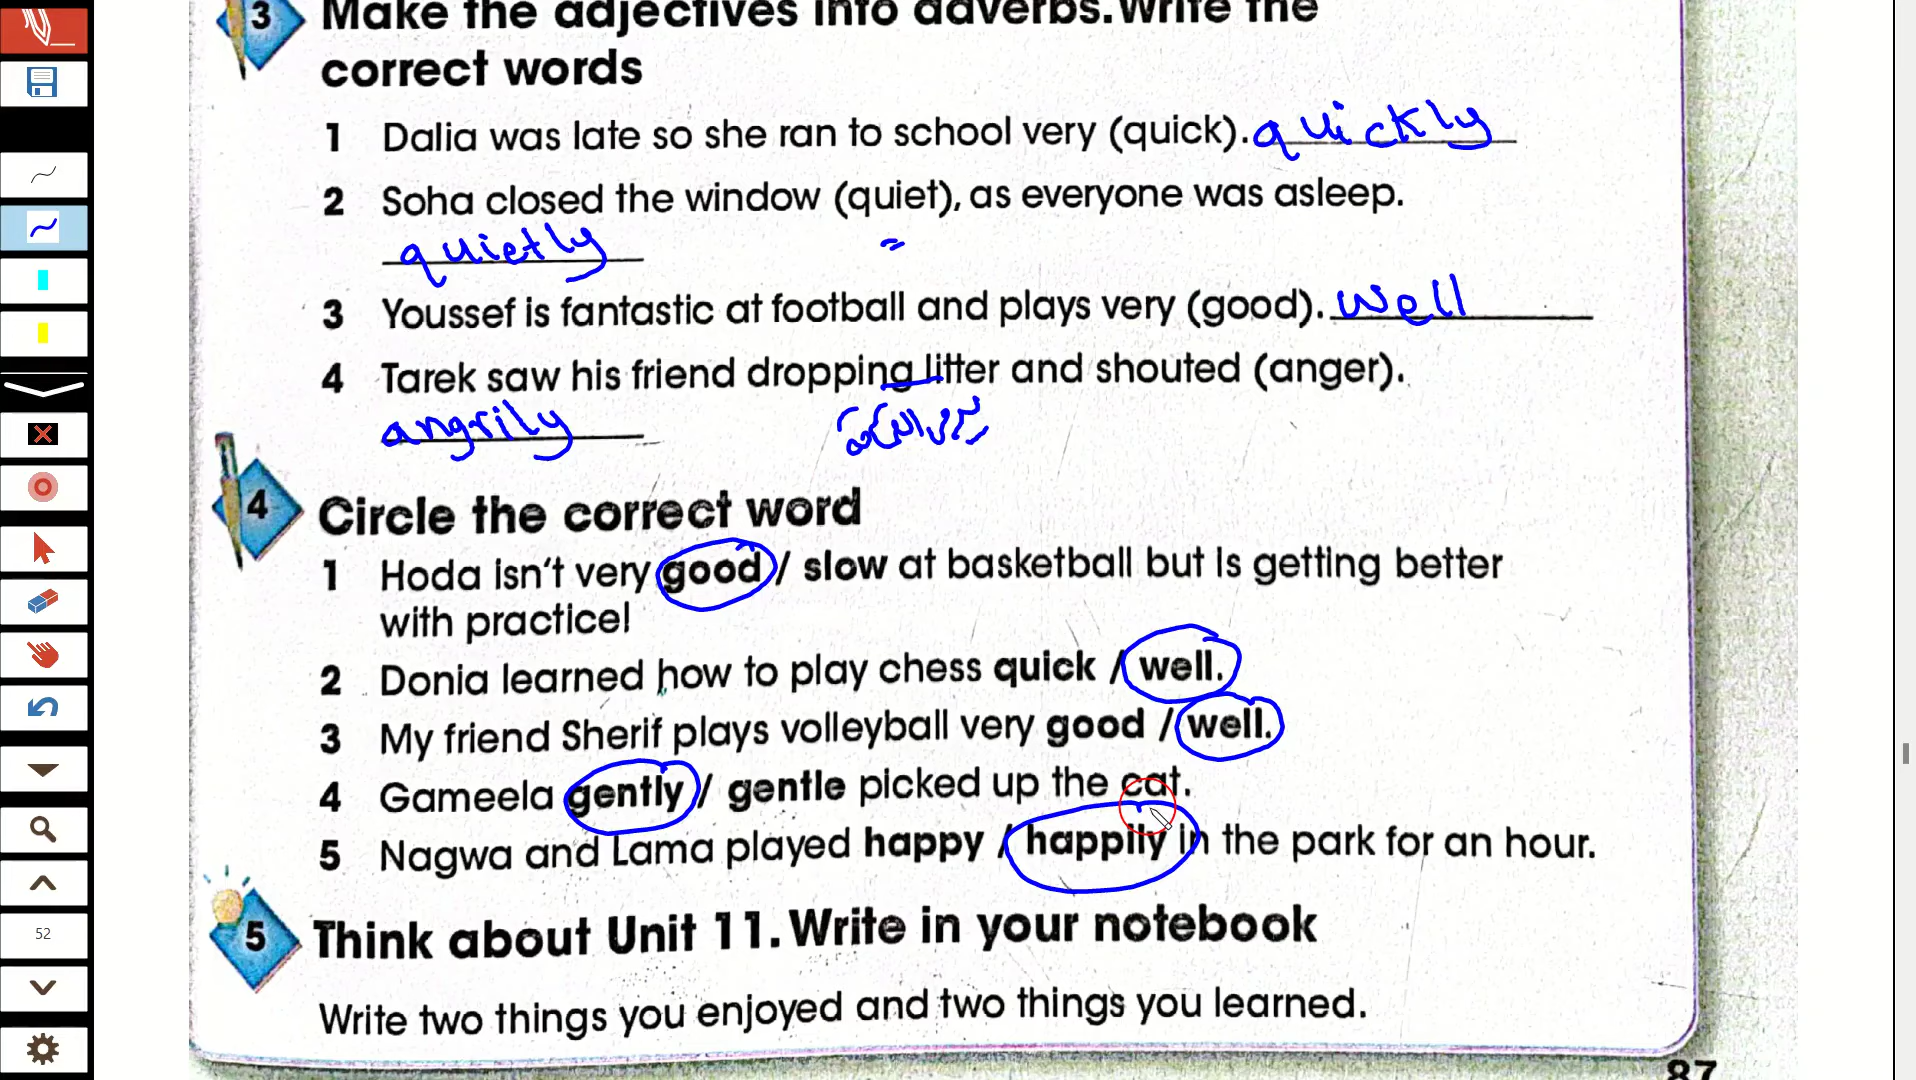 3 Make the adjectives into adverbs. Write the
correct words
1 Dalia was late so she ran to school very (quick). quickly
2 Soha closed the window (quiet), as everyone was asleep.
quietly
3 Youssef is fantastic at football and plays very (good). well
4 Tarek saw his friend dropping litter and shouted (anger).
angrily
4 Circle the correct word
1 Hoda isn't very good / slow at basketball but is getting better
with practice!
2 Donia learned how to play chess quick / well.
3 My friend Sherif plays volleyball very good / well.
4 Gameela gently / gentle picked up the cat.
5 Nagwa and Lama played happy / happily in the park for an hour.
5 Think about Unit 11. Write in your notebook
Write two things you enjoyed and two things you learned.
87
52